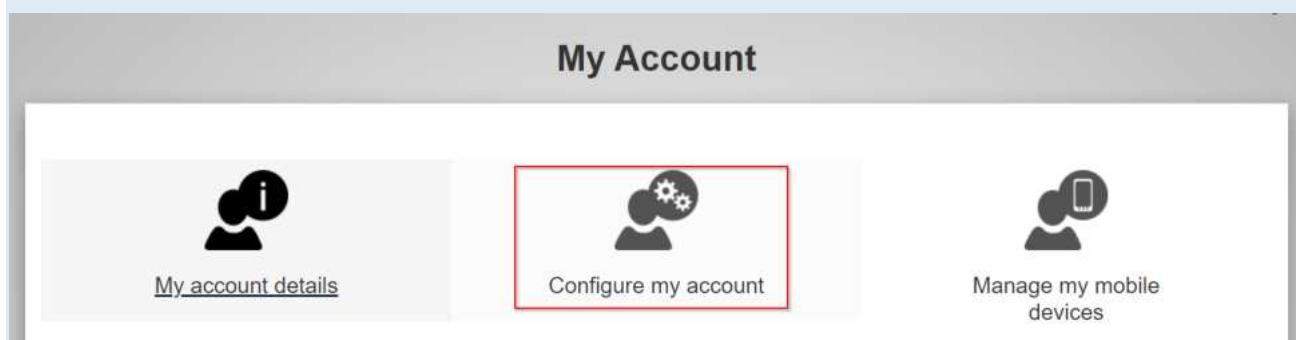 My Account
My account details
Configure my account
Manage my mobile
devices